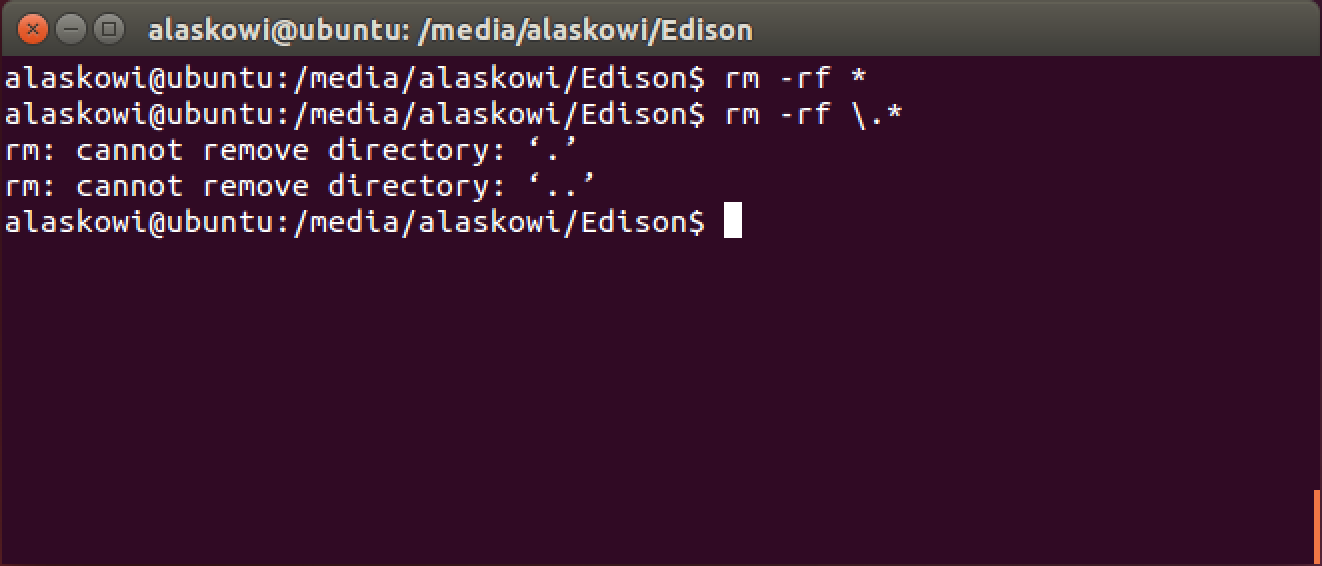 alaskowi@ubuntu: /media/alaskowi/Edison
alaskowi@ubuntu:/media/alaskowi/Edison$ rm -rf *
alaskowi@ubuntu:/media/alaskowi/Edison$ rm -rf \.*
rm: cannot remove directory: ‘.’
rm: cannot remove directory: ‘..’
alaskowi@ubuntu:/media/alaskowi/Edison$